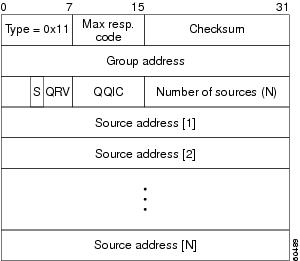 0 7 15 31
Type = 0x11
Max resp.
code
Checksum
Group address
S QRV QQIC Number of sources (N)
Source address [1]
Source address [2]
Source address [N]
60489